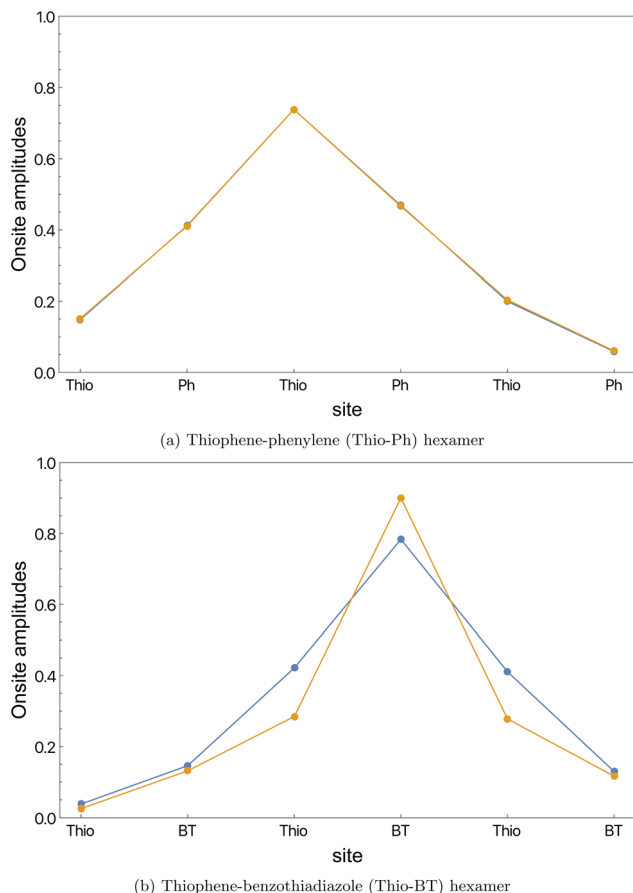 1.0
0.8
0.6
0.4
0.2
0.0
Onsite amplitudes
Thio Ph Thio Ph Thio Ph
site
(a) Thiophene-phenylene (Thio-Ph) hexamer
1.0
0.8
0.6
0.4
0.2
0.0
Onsite amplitudes
Thio BT Thio BT Thio BT
site
(b) Thiophene-benzothiadiazole (Thio-BT) hexamer